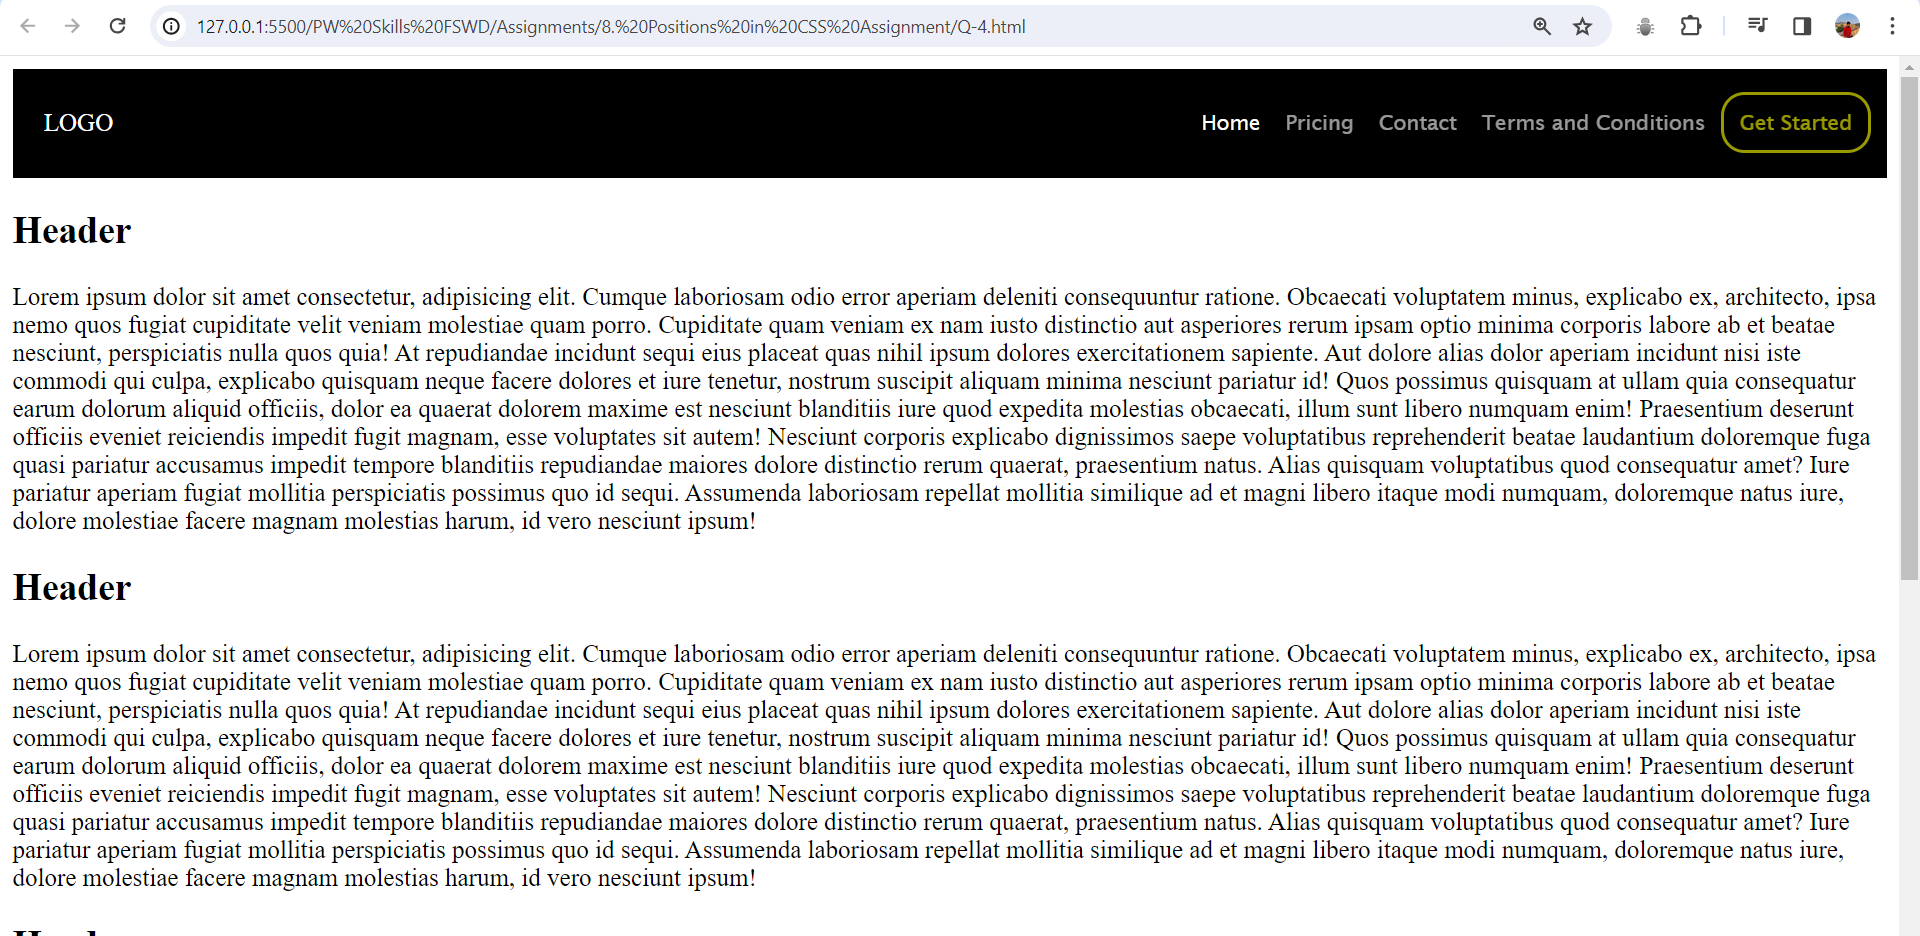 127.0.0.1:5500/PW%20Skills%20FSWD/Assignments/8.%20Positions%20in%20CSS%20Assignment/Q-4.html
LOGO Home Pricing Contact Terms and Conditions Get Started
Header
Lorem ipsum dolor sit amet consectetur, adipisicing elit. Cumque laboriosam odio error aperiam deleniti consequuntur ratione. Obcaecati voluptatem minus, explicabo ex, architecto, ipsa
nemo quos fugiat cupiditate velit veniam molestiae quam porro. Cupiditate quam veniam ex nam iusto distinctio aut asperiores rerum ipsam optio minima corporis labore ab et beatae
nesciunt, perspiciatis nulla quos quia! At repudiandae incidunt sequi eius placeat quas nihil ipsum dolores exercitationem sapiente. Aut dolore alias dolor aperiam incidunt nisi iste
commodi qui culpa, explicabo quisquam neque facere dolores et iure tenetur, nostrum suscipit aliquam minima nesciunt pariatur id! Quos possimus quisquam at ullam quia consequatur
earum dolorum aliquid officiis, dolor ea quaerat dolorem maxime est nesciunt blanditiis iure quod expedita molestias obcaecati, illum sunt libero numquam enim! Praesentium deserunt
officiis eveniet reiciendis impedit fugit magnam, esse voluptates sit autem! Nesciunt corporis explicabo dignissimos saepe voluptatibus reprehenderit beatae laudantium doloremque fuga
quasi pariatur accusamus impedit tempore blanditiis repudiandae maiores dolore distinctio rerum quaerat, praesentium natus. Alias quisquam voluptatibus quod consequatur amet? Iure
pariatur aperiam fugiat mollitia perspiciatis possimus quo id sequi. Assumenda laboriosam repellat mollitia similique ad et magni libero itaque modi numquam, doloremque natus iure,
dolore molestiae facere magnam molestias harum, id vero nesciunt ipsum!
Header
Lorem ipsum dolor sit amet consectetur, adipisicing elit. Cumque laboriosam odio error aperiam deleniti consequuntur ratione. Obcaecati voluptatem minus, explicabo ex, architecto, ipsa
nemo quos fugiat cupiditate velit veniam molestiae quam porro. Cupiditate quam veniam ex nam iusto distinctio aut asperiores rerum ipsam optio minima corporis labore ab et beatae
nesciunt, perspiciatis nulla quos quia! At repudiandae incidunt sequi eius placeat quas nihil ipsum dolores exercitationem sapiente. Aut dolore alias dolor aperiam incidunt nisi iste
commodi qui culpa, explicabo quisquam neque facere dolores et iure tenetur, nostrum suscipit aliquam minima nesciunt pariatur id! Quos possimus quisquam at ullam quia consequatur
earum dolorum aliquid officiis, dolor ea quaerat dolorem maxime est nesciunt blanditiis iure quod expedita molestias obcaecati, illum sunt libero numquam enim! Praesentium deserunt
officiis eveniet reiciendis impedit fugit magnam, esse voluptates sit autem! Nesciunt corporis explicabo dignissimos saepe voluptatibus reprehenderit beatae laudantium doloremque fuga
quasi pariatur accusamus impedit tempore blanditiis repudiandae maiores dolore distinctio rerum quaerat, praesentium natus. Alias quisquam voluptatibus quod consequatur amet? Iure
pariatur aperiam fugiat mollitia perspiciatis possimus quo id sequi. Assumenda laboriosam repellat mollitia similique ad et magni libero itaque modi numquam, doloremque natus iure,
dolore molestiae facere magnam molestias harum, id vero nesciunt ipsum!